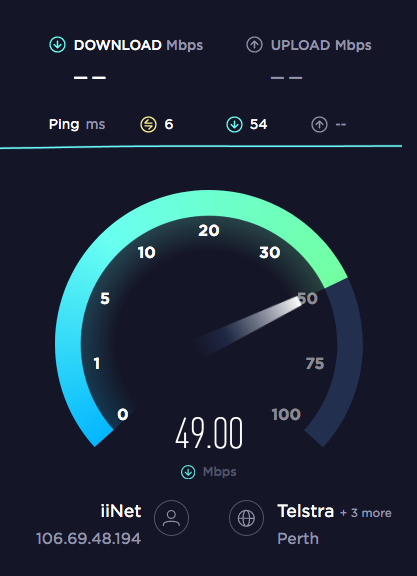 DOWNLOAD Mbps UPLOAD Mbps
— — — —
Ping ms 6 54 --
20
10 30
5 50
1 75
0 100
49.00
Mbps
iiNet Telstra + 3 more
106.69.48.194 Perth